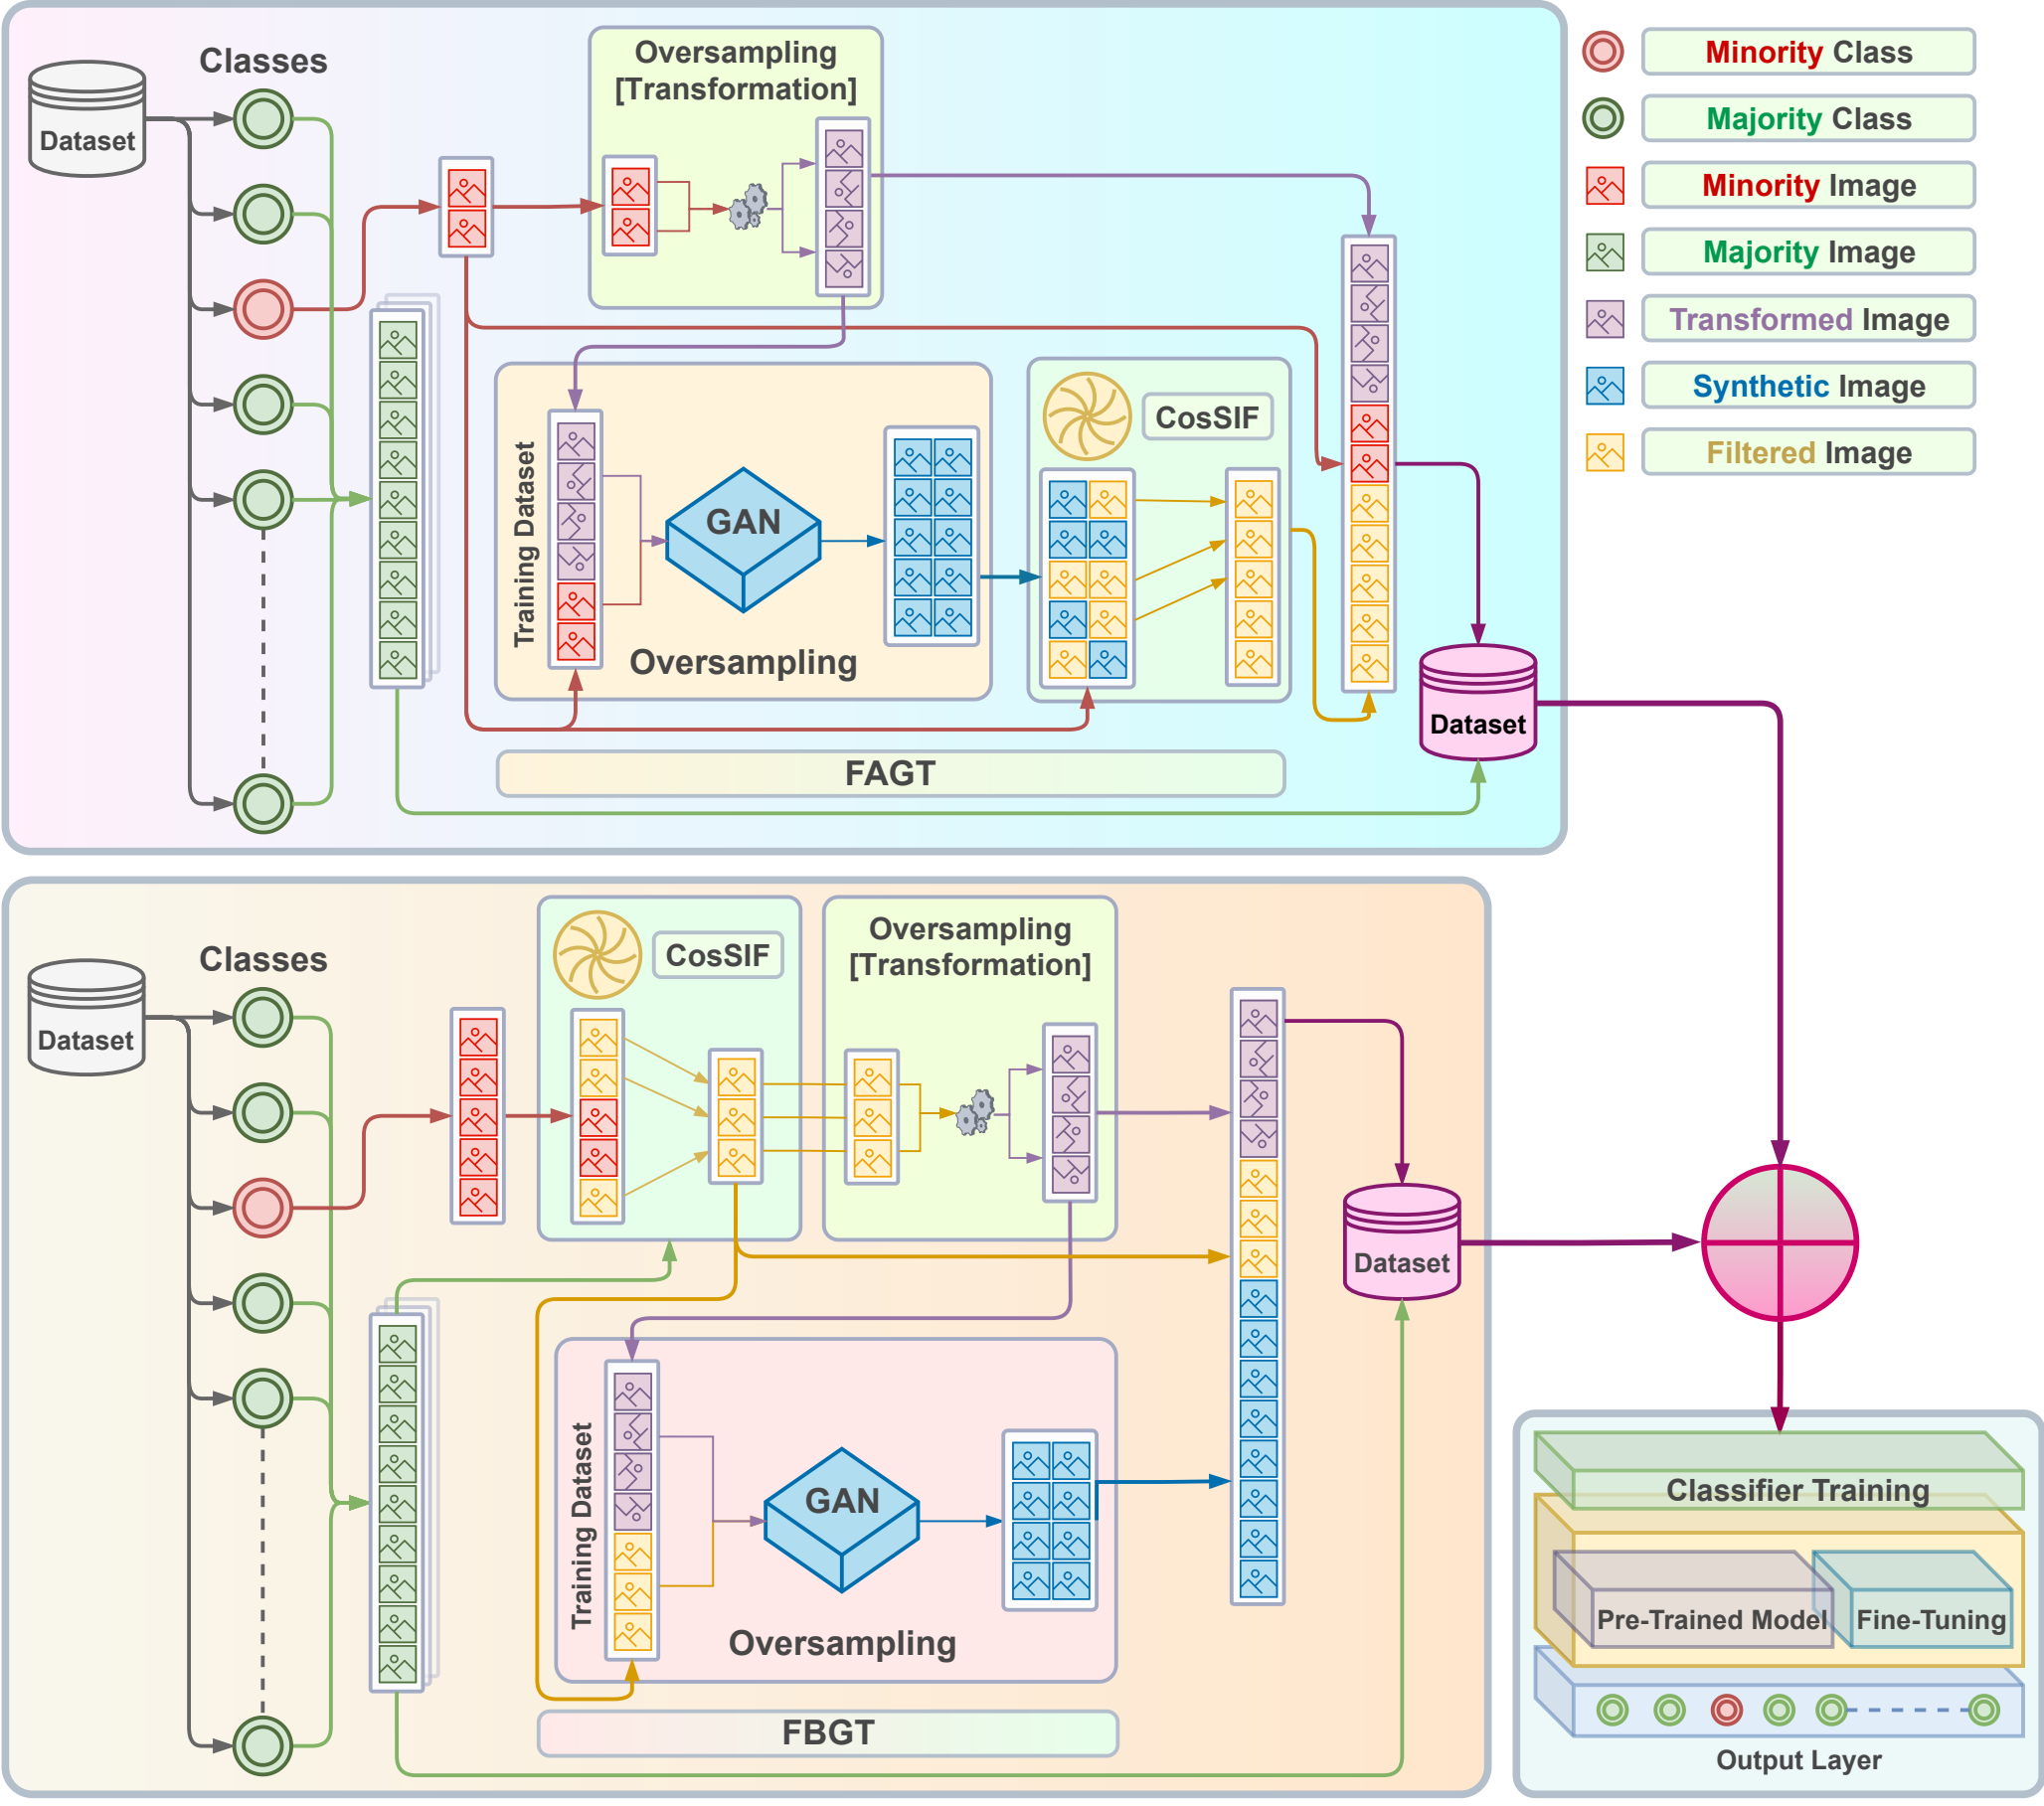 Classes
Dataset
Oversampling
[Transformation]
Training Dataset
GAN
Oversampling
CosSIF
FAGT
Dataset
Minority Class
Majority Class
Minority Image
Majority Image
Transformed Image
Synthetic Image
Filtered Image
Classes
Dataset
CosSIF
Oversampling
[Transformation]
Training Dataset
GAN
Oversampling
FBGT
Dataset
Classifier Training
Pre-Trained Model
Fine-Tuning
Output Layer